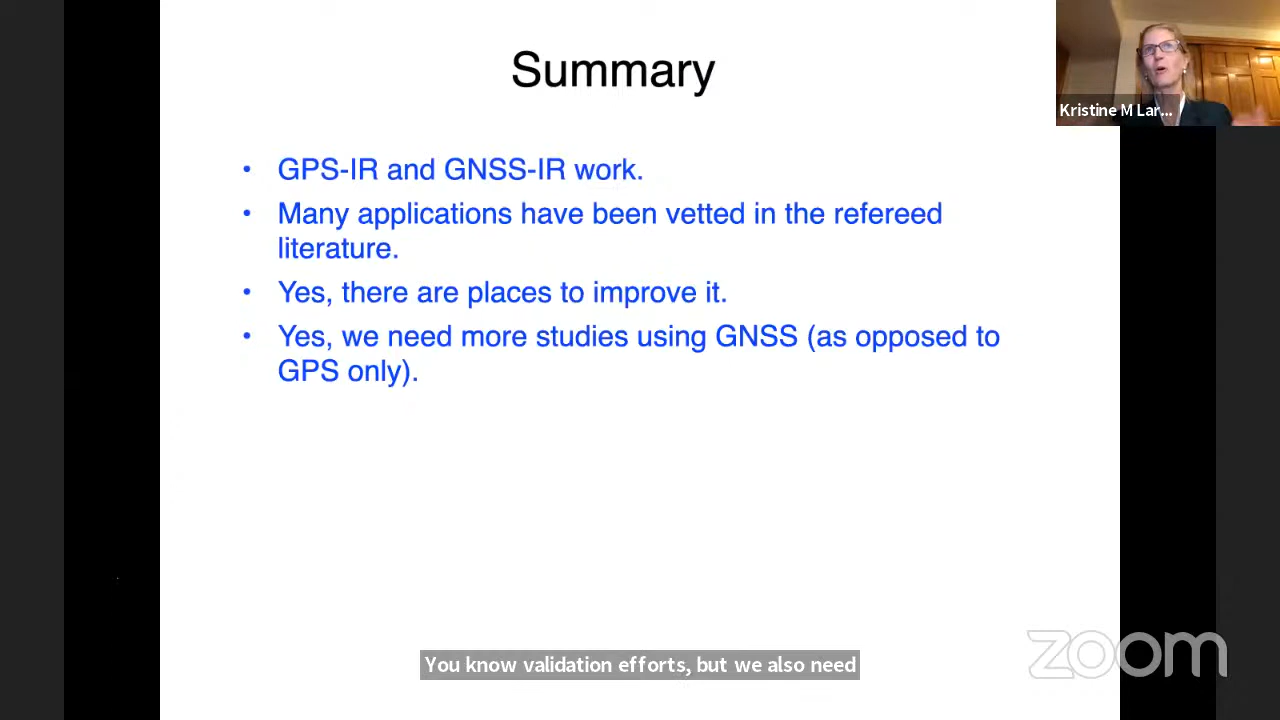 Summary
Kristine M Lar...
• GPS-IR and GNSS-IR work.
• Many applications have been vetted in the refereed
literature.
• Yes, there are places to improve it.
• Yes, we need more studies using GNSS (as opposed to
GPS only).
You know validation efforts, but we also need
zoom